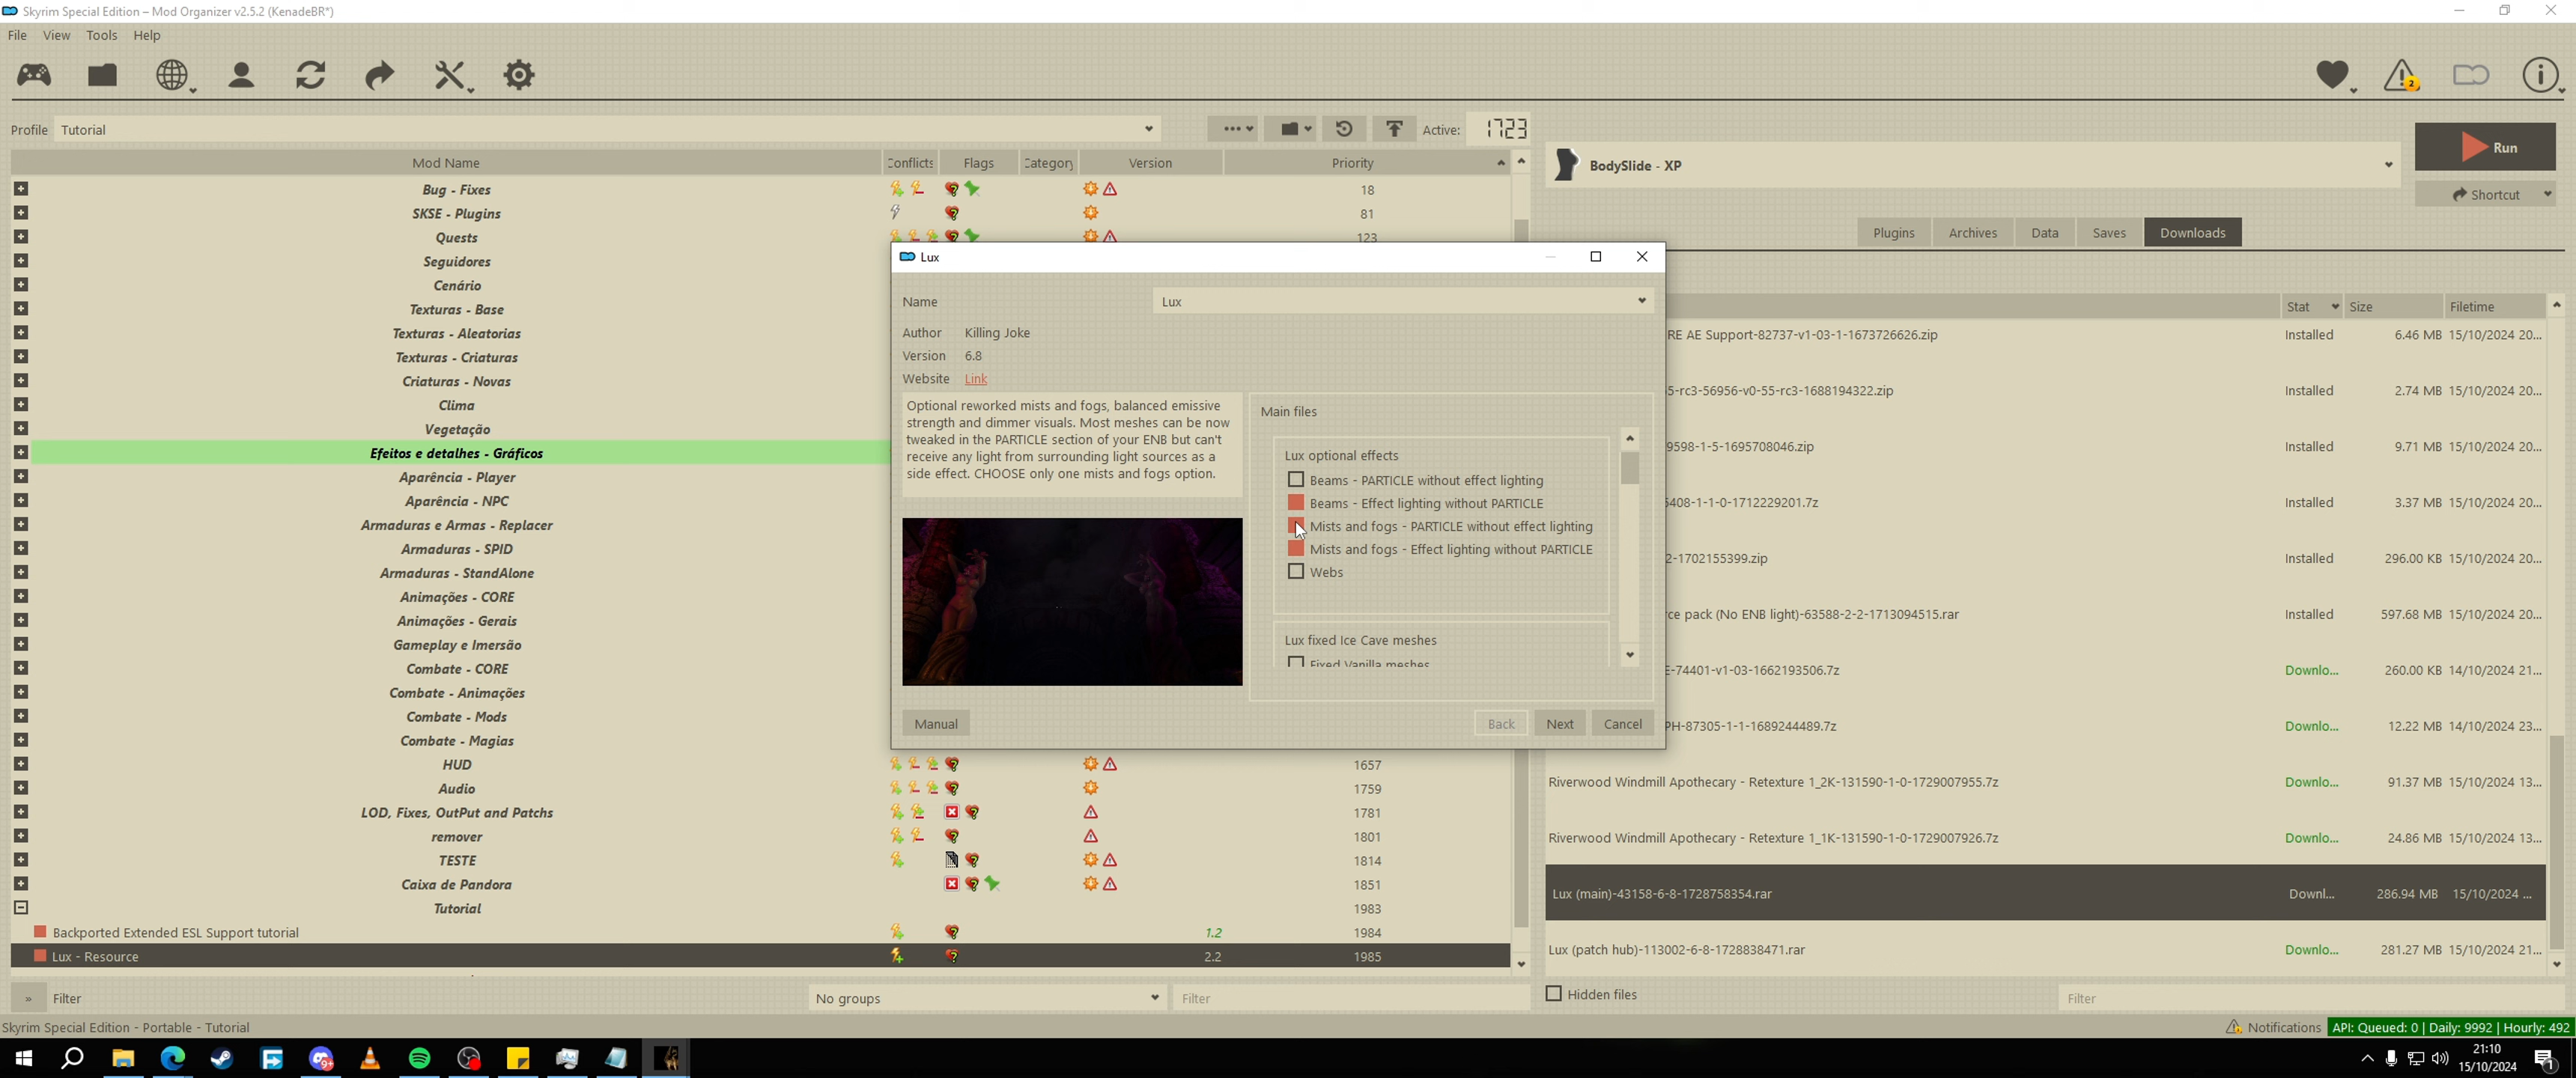 Skyrim Special Edition – Mod Organizer v2.5.2 (KenadeBR*)
File View Tools Help
Profile Tutorial Active: 1723
Mod Name Conflicts Flags Category Version Priority
Bug - Fixes 18
SKSE - Plugins 81
Quests 123
Seguidores
Cenário
Texturas - Base
Texturas - Aleatorias
Texturas - Criaturas
Criaturas - Novas
Clima
Vegetação
Efeitos e detalhes - Gráficos
Aparência - Player
Aparência - NPC
Armaduras e Armas - Replacer
Armaduras - SPID
Armaduras - StandAlone
Animações - CORE
Animações - Gerais
Gameplay e Imersão
Combate - CORE
Combate - Animações
Combate - Mods
Combate - Magias
HUD 1657
Audio 1759
LOD, Fixes, OutPut and Patchs 1781
remover 1801
TESTE 1814
Caixa de Pandora 1851
Tutorial 1983
Backported Extended ESL Support tutorial 1.2 1984
Lux - Resource 2.2 1985
» Filter No groups Filter
Lux
Name Lux
Author Killing Joke
Version 6.8
Website Link
Optional reworked mists and fogs, balanced emissive
strength and dimmer visuals. Most meshes can be now
tweaked in the PARTICLE section of your ENB but can't
receive any light from surrounding light sources as a
side effect. CHOOSE only one mists and fogs option.
Main files
Lux optional effects
Beams - PARTICLE without effect lighting
Beams - Effect lighting without PARTICLE
Mists and fogs - PARTICLE without effect lighting
Mists and fogs - Effect lighting without PARTICLE
Webs
Lux fixed Ice Cave meshes
Fixed Vanilla meshes
Manual Back Next Cancel
BodySlide - XP
Run
Shortcut
Plugins Archives Data Saves Downloads
Stat Size Filetime
RE AE Support-82737-v1-03-1-1673726626.zip Installed 6.46 MB 15/10/2024 20...
5-rc3-56956-v0-55-rc3-1688194322.zip Installed 2.74 MB 15/10/2024 20...
9598-1-5-1695708046.zip Installed 9.71 MB 15/10/2024 20...
5408-1-1-0-1712229201.7z Installed 3.37 MB 15/10/2024 20...
2-1702155399.zip Installed 296.00 KB 15/10/2024 20...
rce pack (No ENB light)-63588-2-2-1713094515.rar Installed 597.68 MB 15/10/2024 20...
E-74401-v1-03-1662193506.7z Downlo... 260.00 KB 14/10/2024 21...
PH-87305-1-1-1689244489.7z Downlo... 12.22 MB 14/10/2024 23...
Riverwood Windmill Apothecary - Retexture 1_2K-131590-1-0-1729007955.7z Downlo... 91.37 MB 15/10/2024 13...
Riverwood Windmill Apothecary - Retexture 1_1K-131590-1-0-1729007926.7z Downlo... 24.86 MB 15/10/2024 13...
Lux (main)-43158-6-8-1728758354.rar Downl... 286.94 MB 15/10/2024 ...
Lux (patch hub)-113002-6-8-1728838471.rar Downlo... 281.27 MB 15/10/2024 21...
Hidden files Filter
Skyrim Special Edition - Portable - Tutorial Notifications API: Queued: 0 | Daily: 9992 | Hourly: 492
21:10
15/10/2024